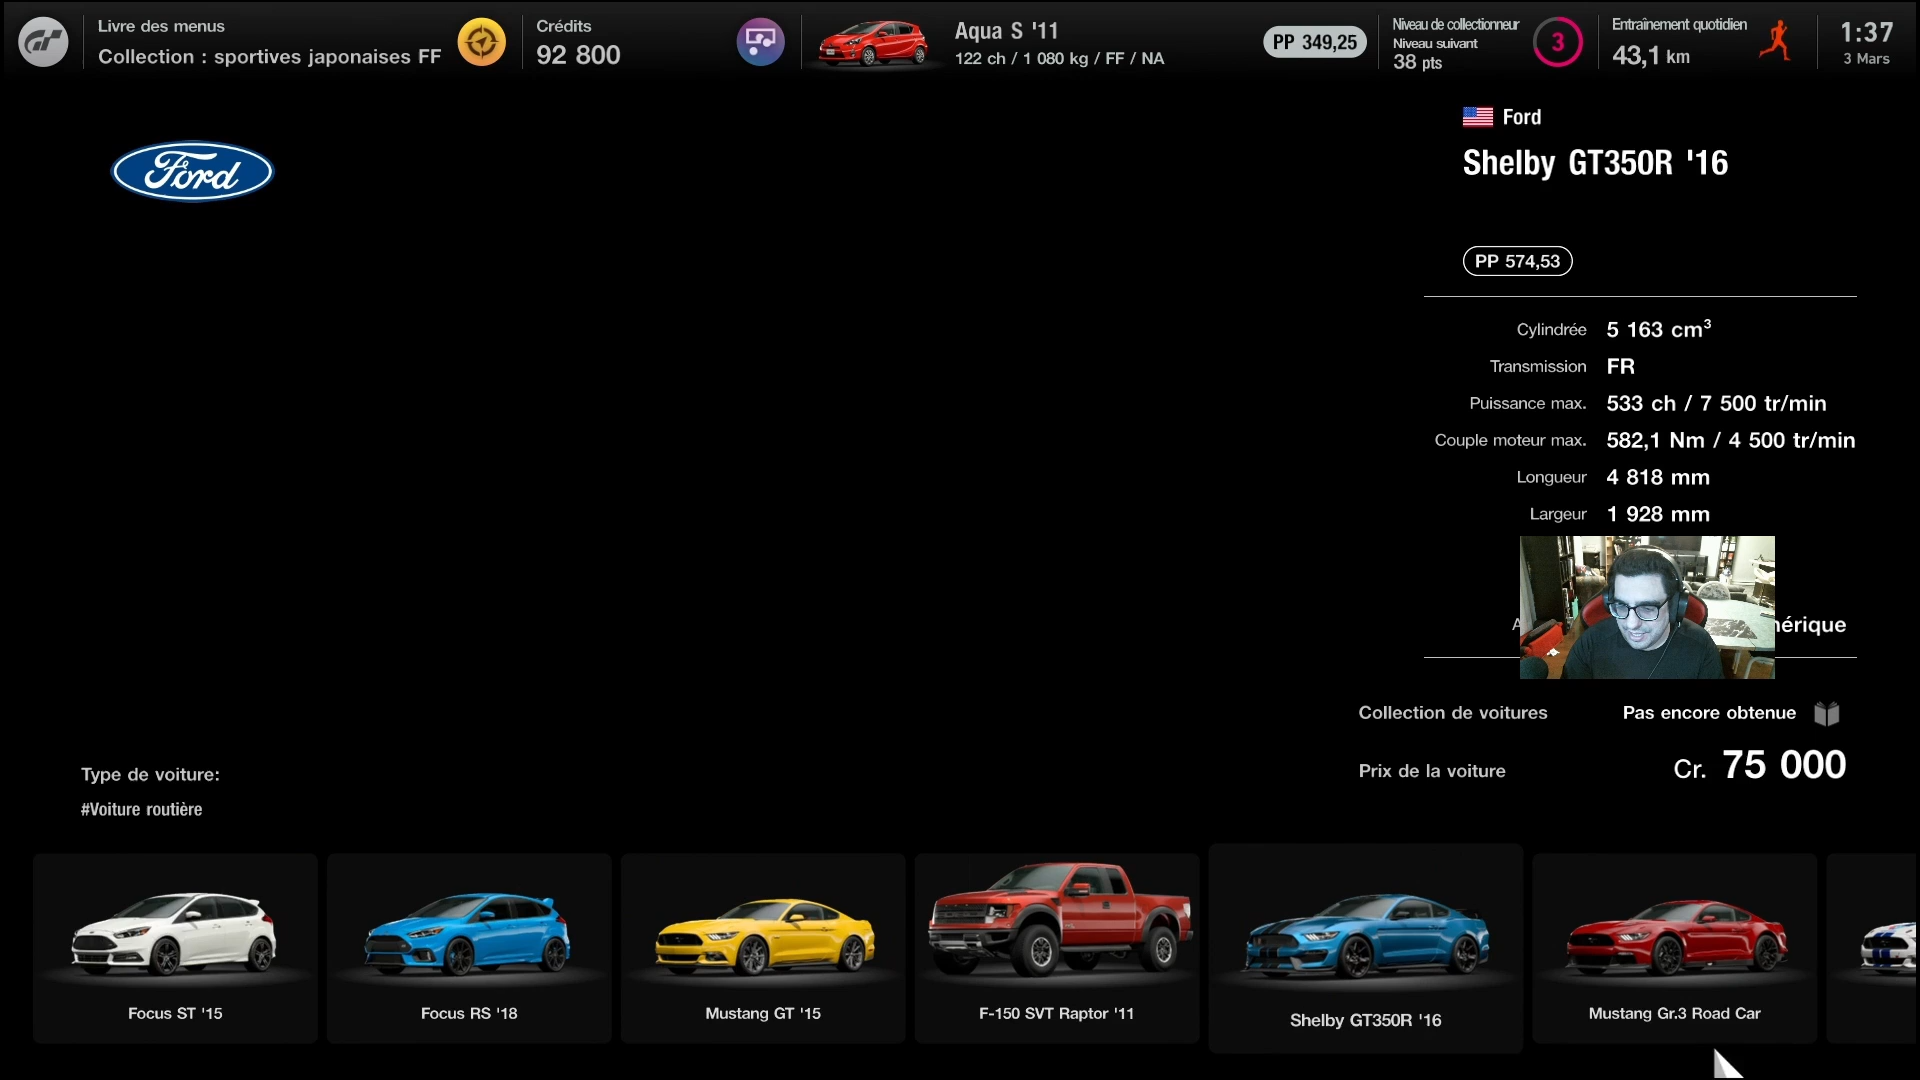 Livre des menus
Collection : sportives japonaises FF
Crédits
92 800
Aqua S '11
122 ch / 1 080 kg / FF / NA
PP 349,25
Niveau de collectionneur
Niveau suivant
38 pts
3
Entraînement quotidien
43,1 km
1:37
3 Mars
Ford
Ford
Shelby GT350R '16
PP 574,53
Cylindrée 5 163 cm³
Transmission FR
Puissance max. 533 ch / 7 500 tr/min
Couple moteur max. 582,1 Nm / 4 500 tr/min
Longueur 4 818 mm
Largeur 1 928 mm
Collection de voitures Pas encore obtenue
Prix de la voiture Cr. 75 000
Type de voiture:
#Voiture routière
Focus ST '15
Focus RS '18
Mustang GT '15
F-150 SVT Raptor '11
Shelby GT350R '16
Mustang Gr.3 Road Car